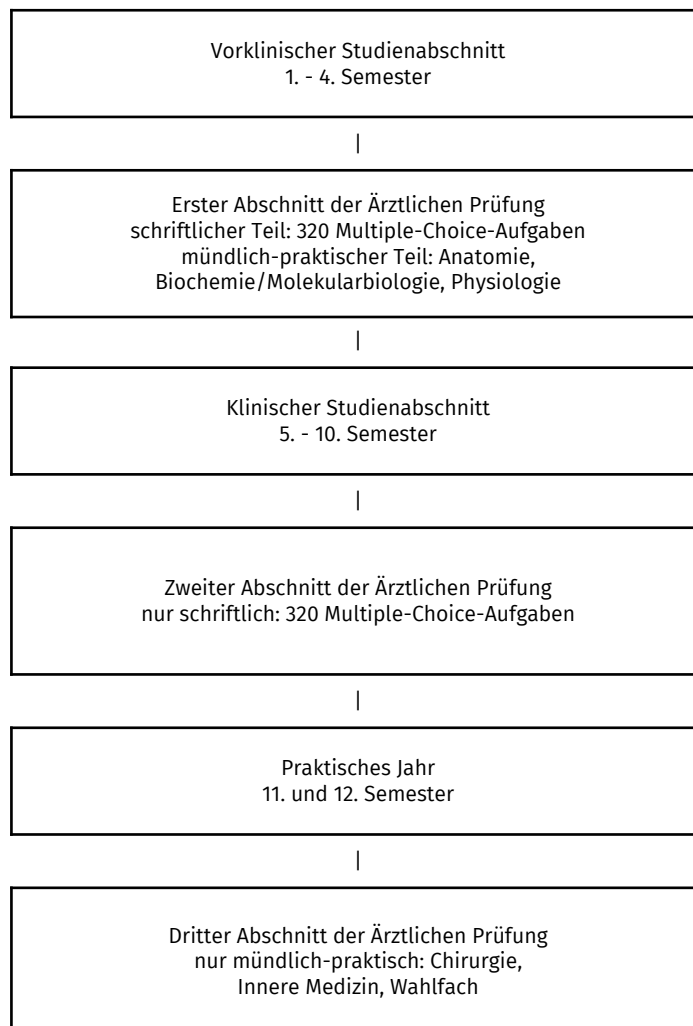 Vorklinischer Studienabschnitt
1. - 4. Semester
|
Erster Abschnitt der Ärztlichen Prüfung
schriftlicher Teil: 320 Multiple-Choice-Aufgaben
mündlich-praktischer Teil: Anatomie,
Biochemie/Molekularbiologie, Physiologie
|
Klinischer Studienabschnitt
5. - 10. Semester
|
Zweiter Abschnitt der Ärztlichen Prüfung
nur schriftlich: 320 Multiple-Choice-Aufgaben
|
Praktisches Jahr
11. und 12. Semester
|
Dritter Abschnitt der Ärztlichen Prüfung
nur mündlich-praktisch: Chirurgie,
Innere Medizin, Wahlfach